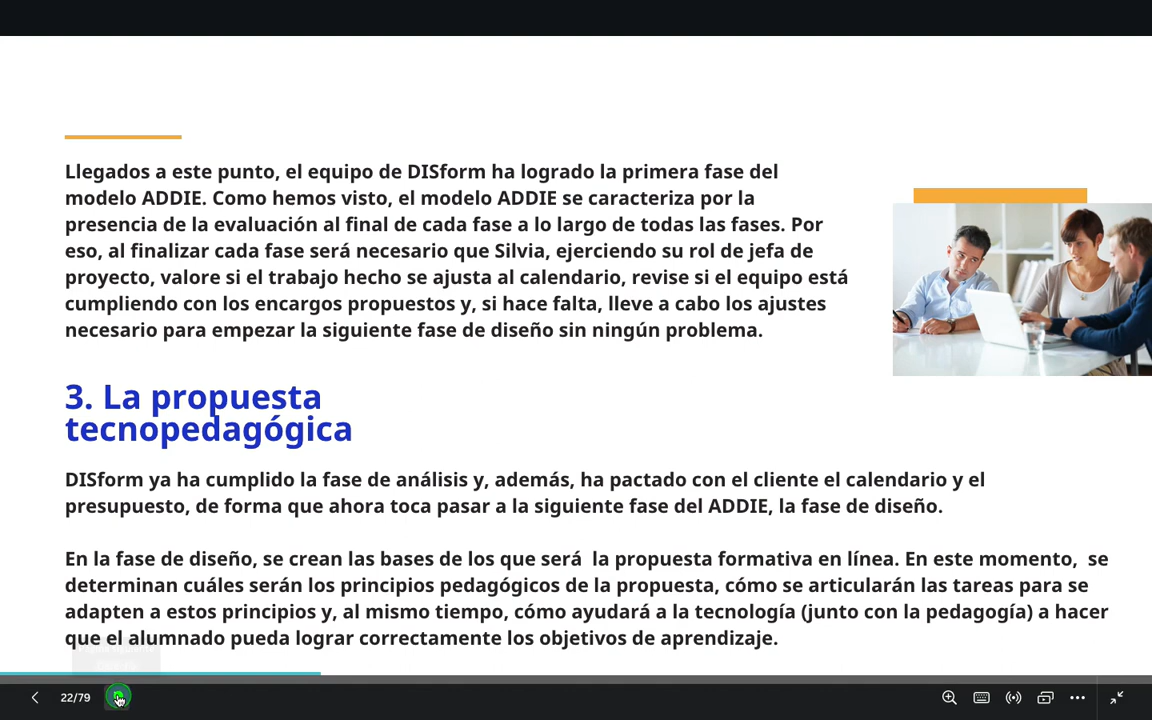 Llegados a este punto, el equipo de DISform ha logrado la primera fase del
modelo ADDIE. Como hemos visto, el modelo ADDIE se caracteriza por la
presencia de la evaluación al final de cada fase a lo largo de todas las fases. Por
eso, al finalizar cada fase será necesario que Silvia, ejerciendo su rol de jefa de
proyecto, valore si el trabajo hecho se ajusta al calendario, revise si el equipo está
cumpliendo con los encargos propuestos y, si hace falta, lleve a cabo los ajustes
necesario para empezar la siguiente fase de diseño sin ningún problema.
3. La propuesta
tecnopedagógica
DISform ya ha cumplido la fase de análisis y, además, ha pactado con el cliente el calendario y el
presupuesto, de forma que ahora toca pasar a la siguiente fase del ADDIE, la fase de diseño.
En la fase de diseño, se crean las bases de los que será  la propuesta formativa en línea. En este momento,  se
determinan cuáles serán los principios pedagógicos de la propuesta, cómo se articularán las tareas para se
adapten a estos principios y, al mismo tiempo, cómo ayudará a la tecnología (junto con la pedagogía) a hacer
que el alumnado pueda lograr correctamente los objetivos de aprendizaje.
22/79